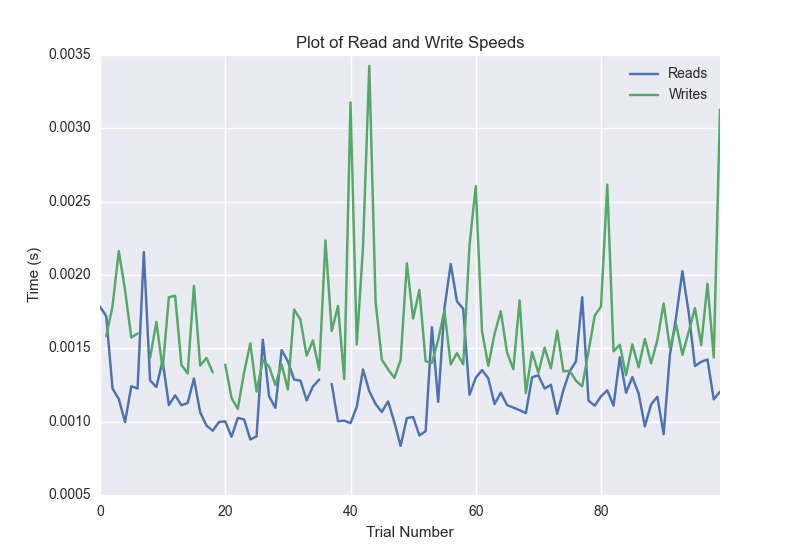 Plot of Read and Write Speeds
0.0035
0.0030
0.0025
0.0020
0.0015
0.0010
0.0005
Time (s)
Reads
Writes
0
20
40
60
80
Trial Number